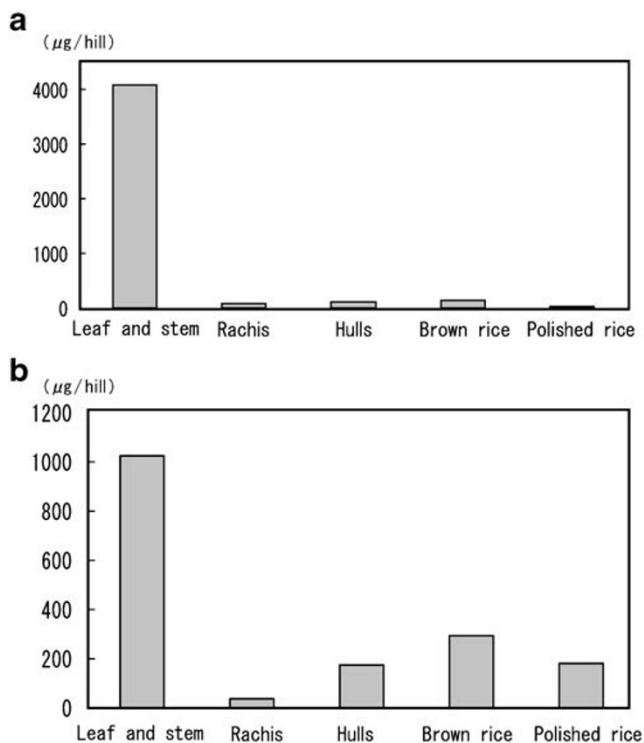 a
(μg/hill)
4000
3000
2000
1000
0
Leaf and stem Rachis Hulls Brown rice Polished rice
b
(μg/hill)
1200
1000
800
600
400
200
0
Leaf and stem Rachis Hulls Brown rice Polished rice